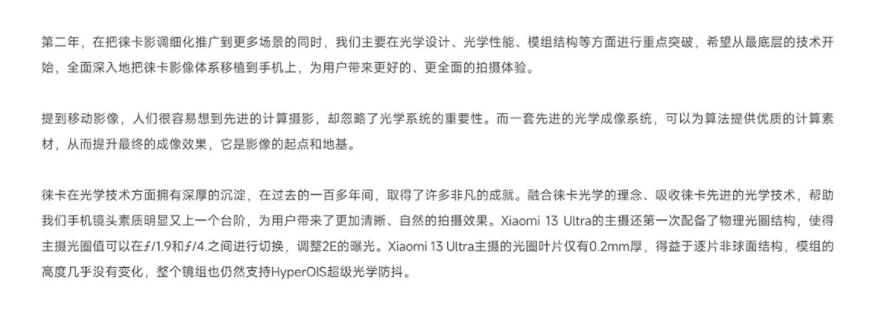 第二年，在把徕卡影调细化推广到更多场景的同时，我们主要在光学设计、光学性能、模组结构等方面进行重点突破，希望从最底层的技术开
始，全面深入地把徕卡影像体系移植到手机上，为用户带来更好的、更全面的拍摄体验。
提到移动影像，人们很容易想到先进的计算摄影，却忽略了光学系统的重要性。而一套先进的光学成像系统，可以为算法提供优质的计算素
材，从而提升最终的成像效果，它是影像的起点和地基。
徕卡在光学技术方面拥有深厚的沉淀，在过去的一百多年间，取得了许多非凡的成就。融合徕卡光学的理念、吸收徕卡先进的光学技术，帮助
我们手机镜头素质明显又上一个台阶，为用户带来了更加清晰、自然的拍摄效果。Xiaomi 13 Ultra的主摄还第一次配备了物理光圈结构，使得
主摄光圈值可以在ƒ/1.9和ƒ/4.之间进行切换，调整2E的曝光。Xiaomi 13 Ultra主摄的光圈叶片仅有0.2mm厚，得益于逐片非球面结构，模组的
高度几乎没有变化，整个镜组也仍然支持HyperOIS超级光学防抖。